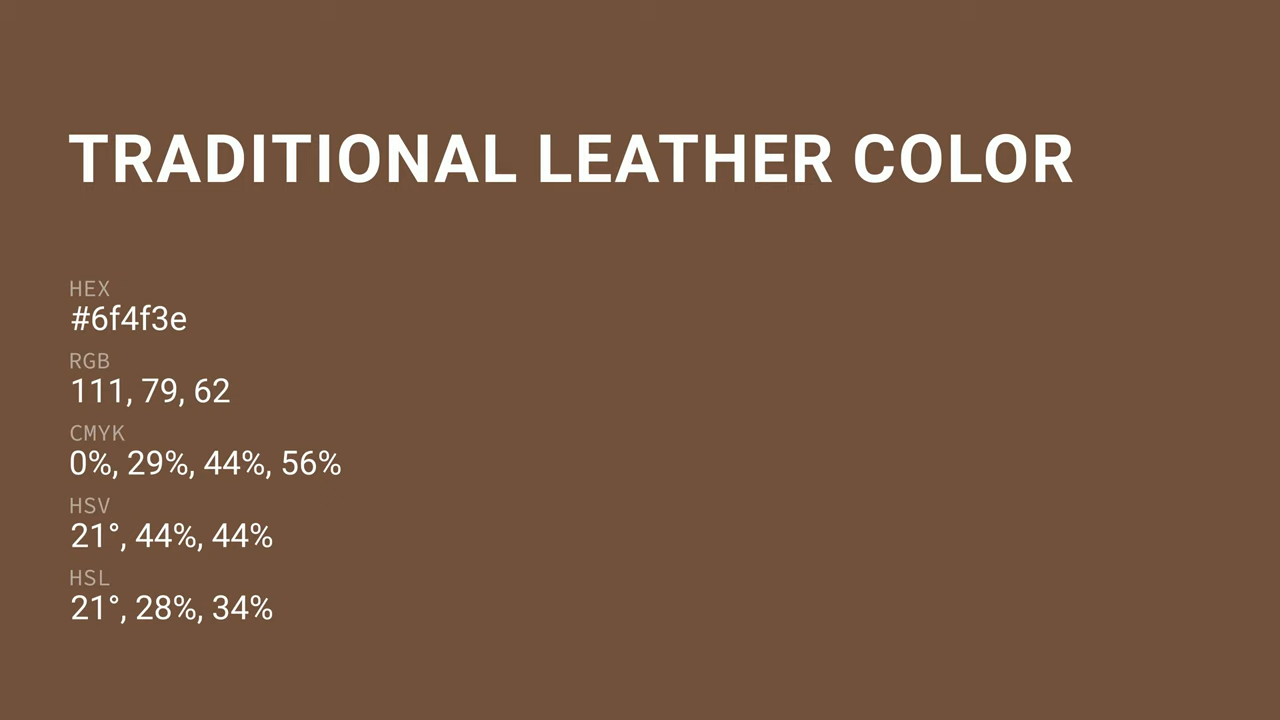 TRADITIONAL LEATHER COLOR
HEX
#6f4f3e
RGB
111, 79, 62
CMYK
0%, 29%, 44%, 56%
HSV
21°, 44%, 44%
HSL
21°, 28%, 34%